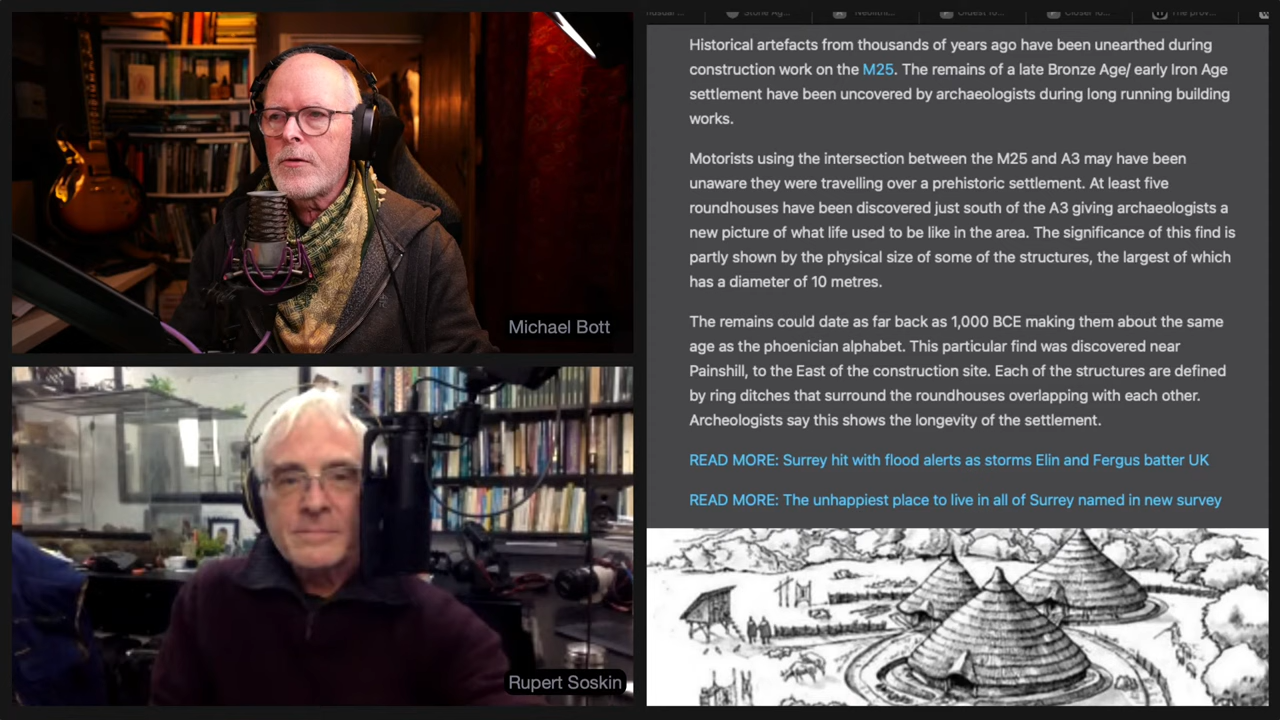 Stone Ag...
Closer to...
Historical artefacts from thousands of years ago have been unearthed during
construction work on the M25. The remains of a late Bronze Age/ early Iron Age
settlement have been uncovered by archaeologists during long running building
works.
Motorists using the intersection between the M25 and A3 may have been
unaware they were travelling over a prehistoric settlement. At least five
roundhouses have been discovered just south of the A3 giving archaeologists a
new picture of what life used to be like in the area. The significance of this find is
partly shown by the physical size of some of the structures, the largest of which
has a diameter of 10 metres.
The remains could date as far back as 1,000 BCE making them about the same
age as the phoenician alphabet. This particular find was discovered near
Painshill, to the East of the construction site. Each of the structures are defined
by ring ditches that surround the roundhouses overlapping with each other.
Archeologists say this shows the longevity of the settlement.
READ MORE: Surrey hit with flood alerts as storms Elin and Fergus batter UK
READ MORE: The unhappiest place to live in all of Surrey named in new survey
Michael Bott
Rupert Soskin